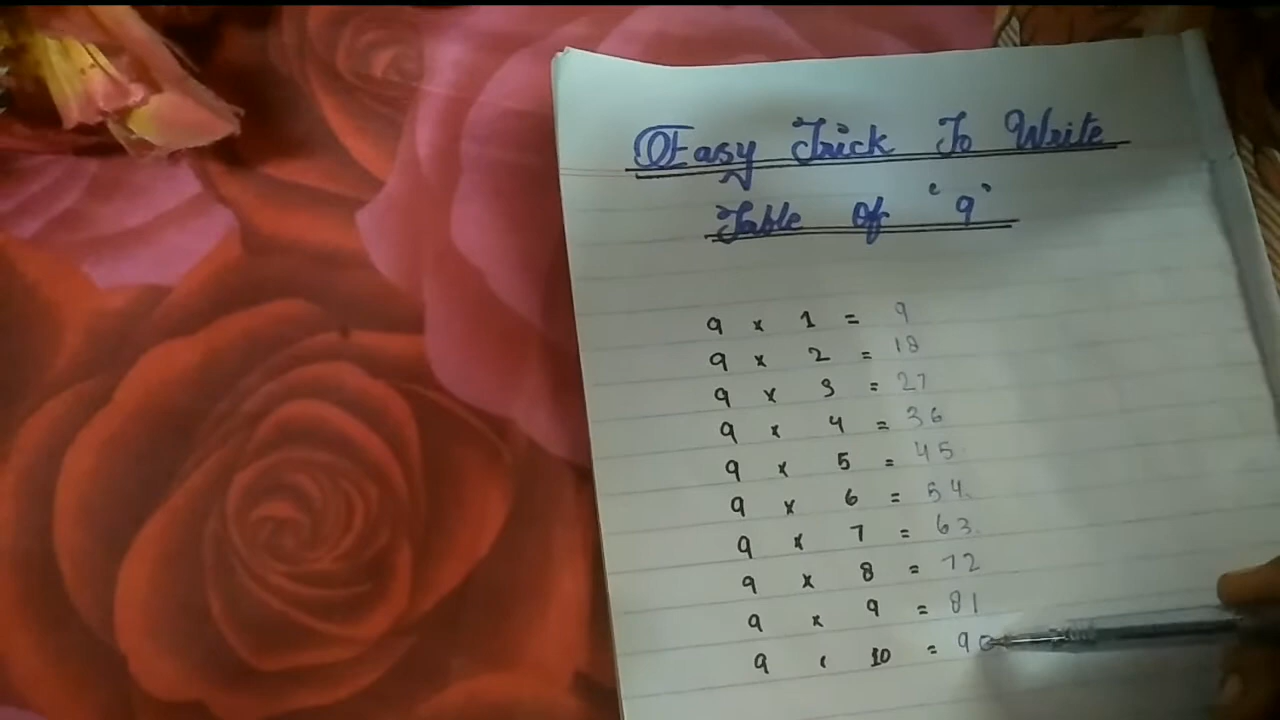 Easy Trick To Write
Table Of '9'
9 x 1 = 9
9 x 2 = 18
9 x 3 = 27
9 x 4 = 36
9 x 5 = 45
9 x 6 = 54
9 x 7 = 63
9 x 8 = 72
9 x 9 = 81
9 x 10 = 90